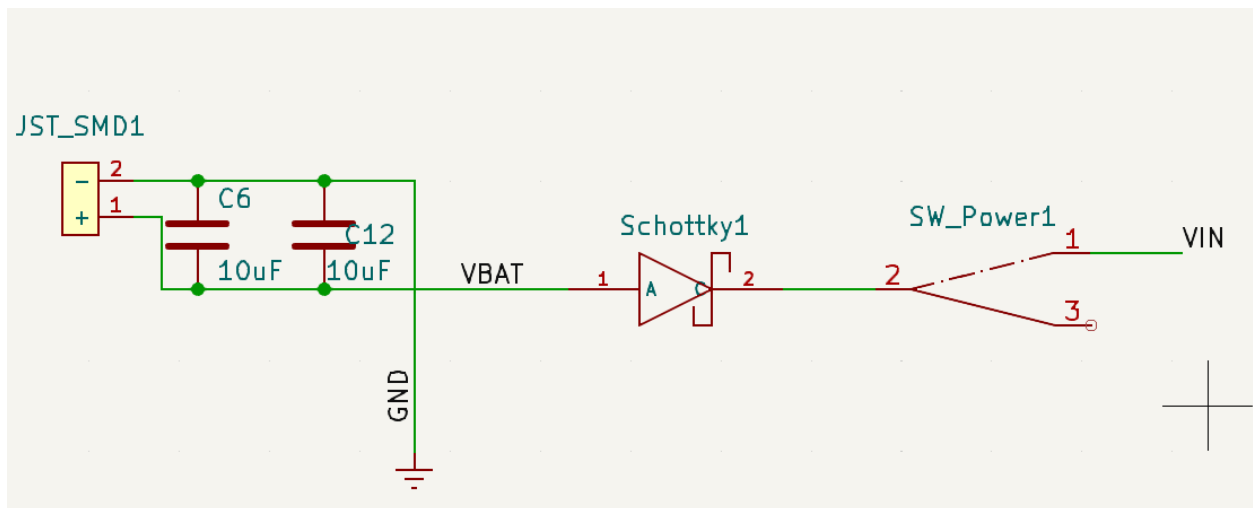 JST_SMD1
- 2
+ 1
C6
10uF
C12
10uF
VBAT
GND
Schottky1
1 A C 2
SW_Power1
2
1
3
VIN